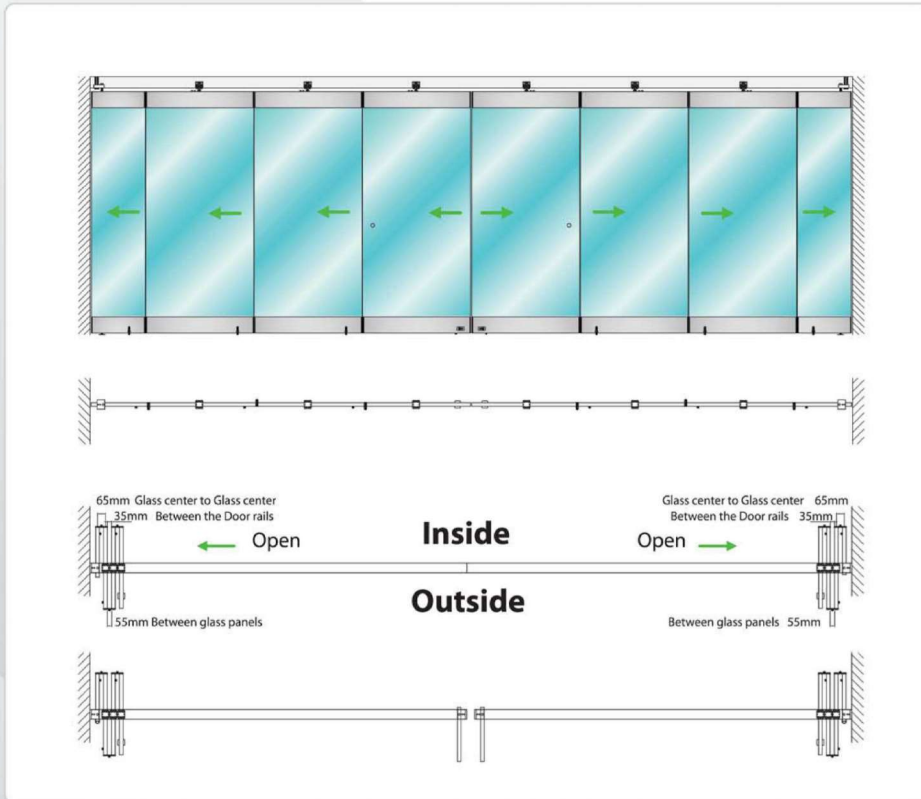 65mm Glass center to Glass center
35mm Between the Door rails
Open
Inside
Outside
55mm Between glass panels
Glass center to Glass center 65mm
Between the Door rails 35mm
Open
Between glass panels 55mm